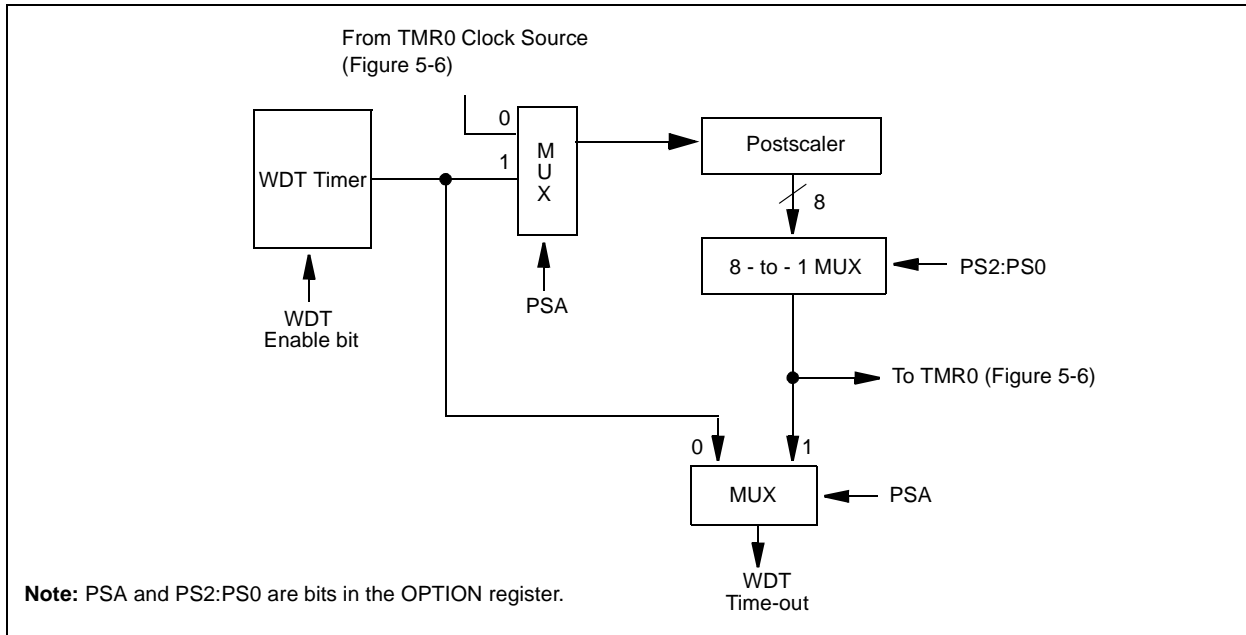 From TMR0 Clock Source
(Figure 5-6)
0
1
M
U
X
WDT Timer
Postscaler
8
8 - to - 1 MUX
PS2:PS0
PSA
WDT
Enable bit
To TMR0 (Figure 5-6)
0
1
MUX
PSA
WDT
Time-out
Note: PSA and PS2:PS0 are bits in the OPTION register.